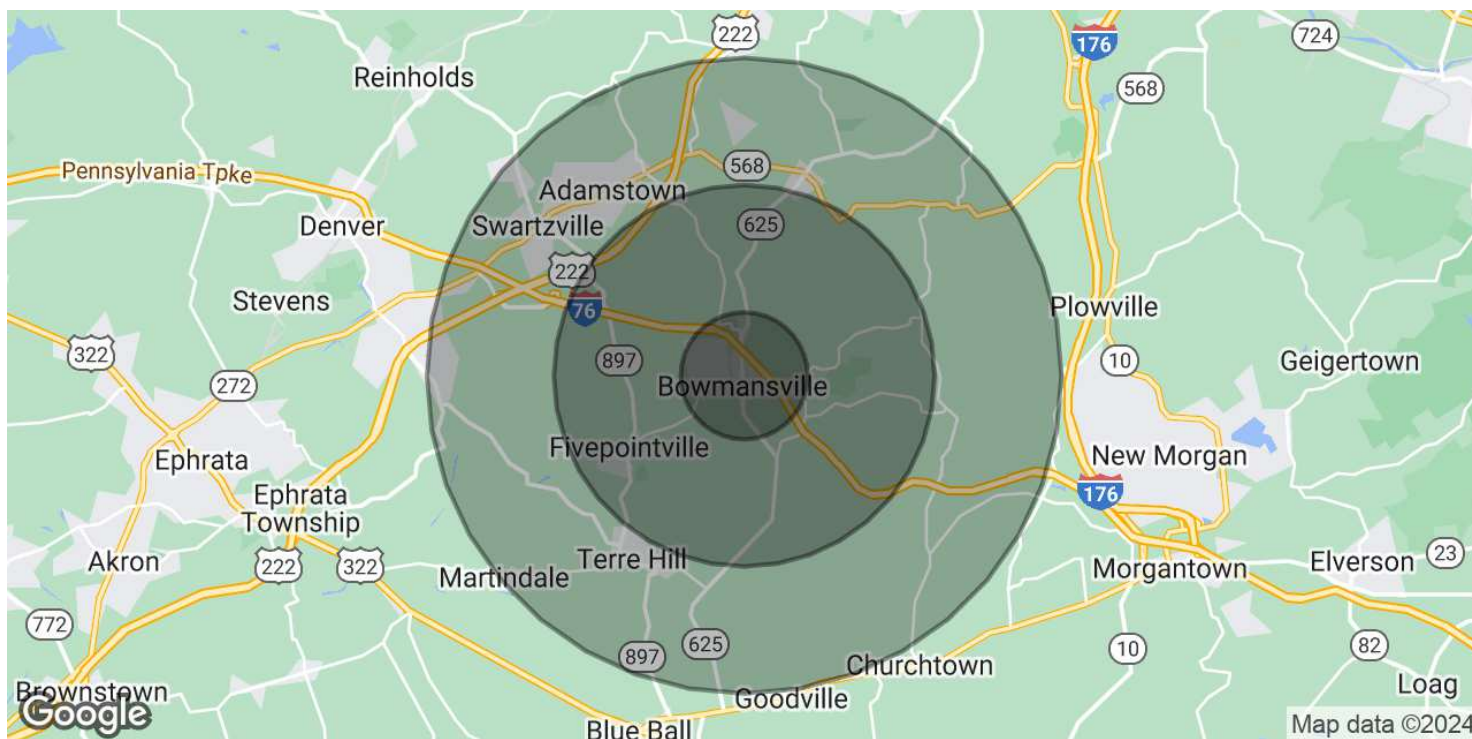 222
176
724
Reinholds
568
Pennsylvania Tpke
568
Adamstown
Denver
Swartzville
625
222
Stevens
76
Plowville
322
897
10
Geigertown
272
Bowmansville
Fivepointville
New Morgan
Ephrata
176
Ephrata
Township
Akron
Terre Hill
23
222
322
Martindale
Morgantown
Elverson
772
897
625
10
82
Churchtown
Brownstown
Goodville
Loag
Google
Blue Ball
Map data ©2024